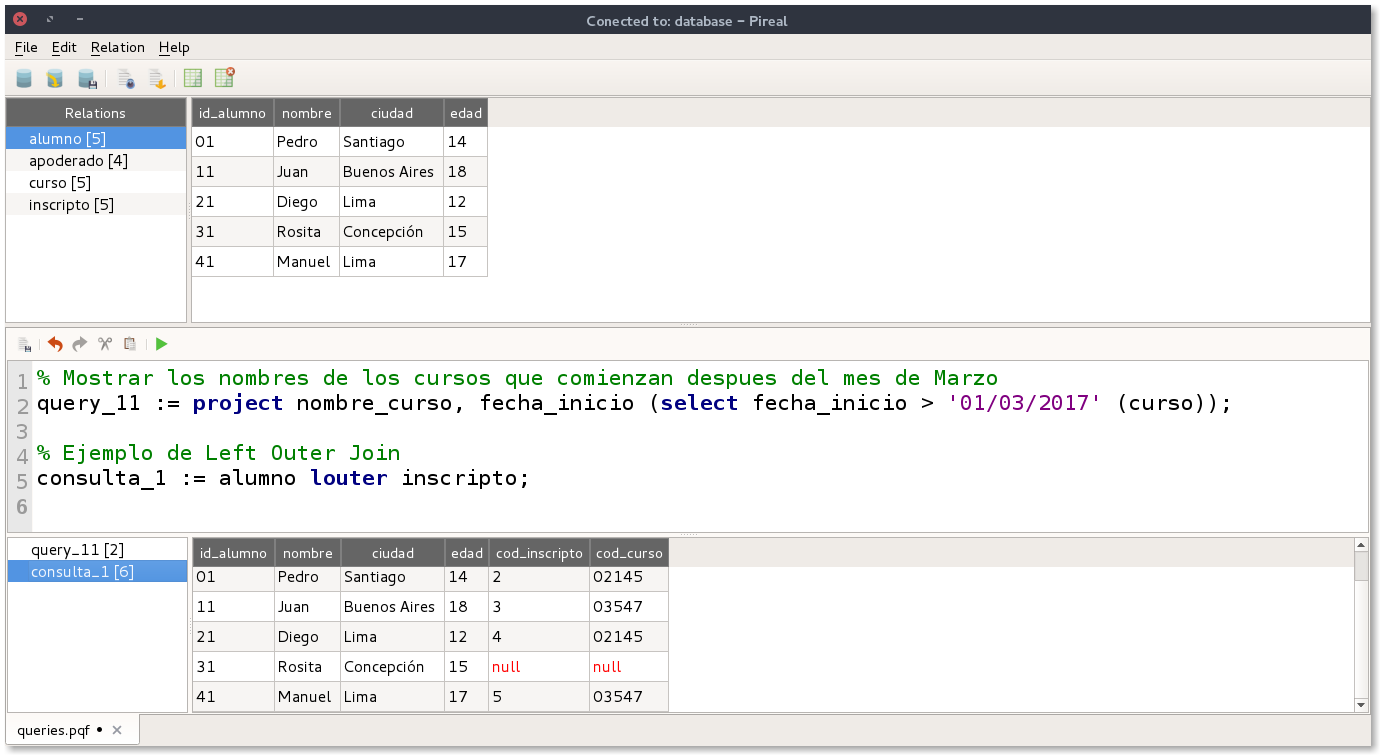 Conected to: database – Pireal
File Edit Relation Help
Relations
alumno [5]
apoderado [4]
curso [5]
inscripto [5]
id_alumno nombre ciudad edad
01 Pedro Santiago 14
11 Juan Buenos Aires 18
21 Diego Lima 12
31 Rosita Concepción 15
41 Manuel Lima 17
1 % Mostrar los nombres de los cursos que comienzan despues del mes de Marzo
2 query_11 := project nombre_curso, fecha_inicio (select fecha_inicio > '01/03/2017' (curso));
3
4 % Ejemplo de Left Outer Join
5 consulta_1 := alumno louter inscripto;
6
query_11 [2]
consulta_1 [6]
id_alumno nombre ciudad edad cod_inscripto cod_curso
01 Pedro Santiago 14 2 02145
11 Juan Buenos Aires 18 3 03547
21 Diego Lima 12 4 02145
31 Rosita Concepción 15 null null
41 Manuel Lima 17 5 03547
queries.pqf •